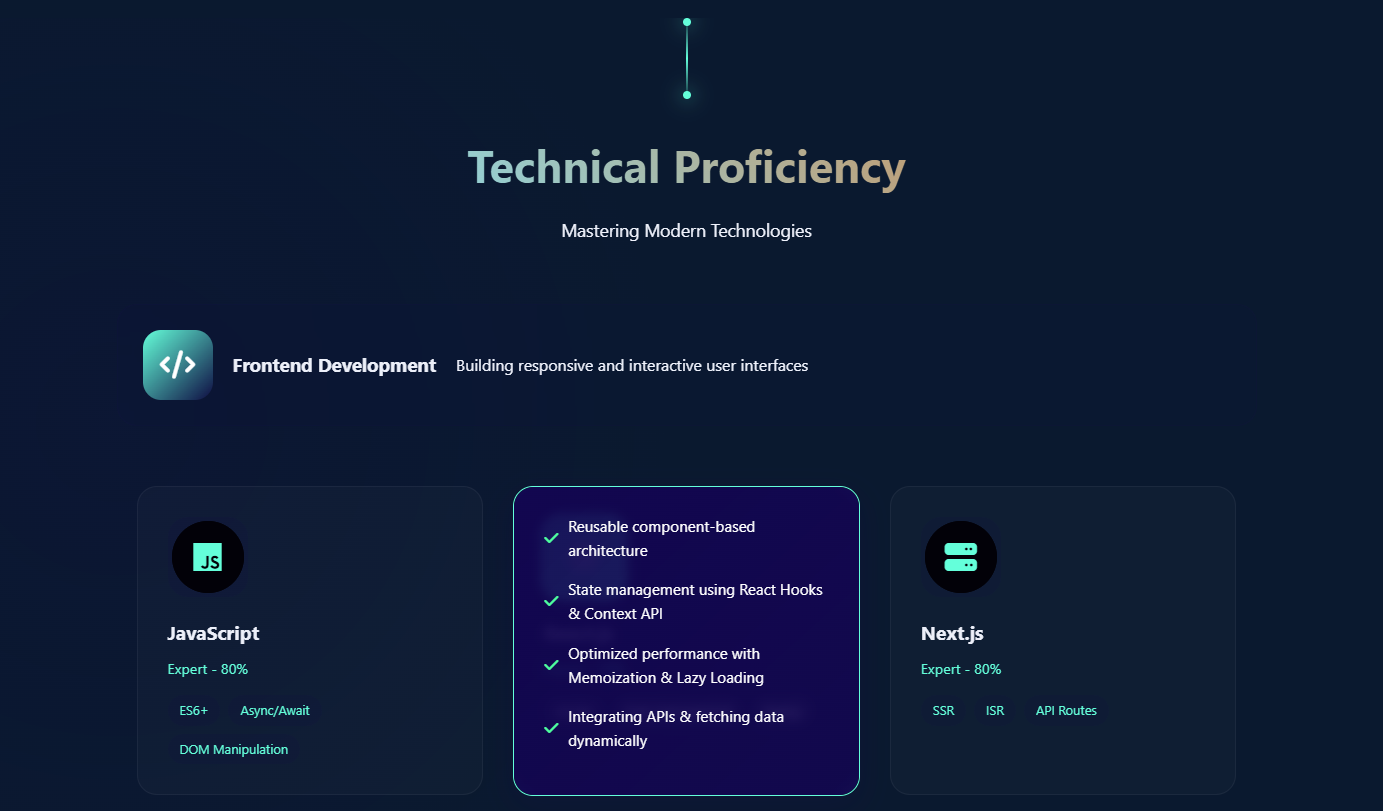 Technical Proficiency
Mastering Modern Technologies
Frontend Development
Building responsive and interactive user interfaces
JS
JavaScript
Expert - 80%
ES6+
Async/Await
DOM Manipulation
Reusable component-based
architecture
State management using React Hooks
& Context API
Optimized performance with
Memoization & Lazy Loading
Integrating APIs & fetching data
dynamically
Next.js
Expert - 80%
SSR
ISR
API Routes